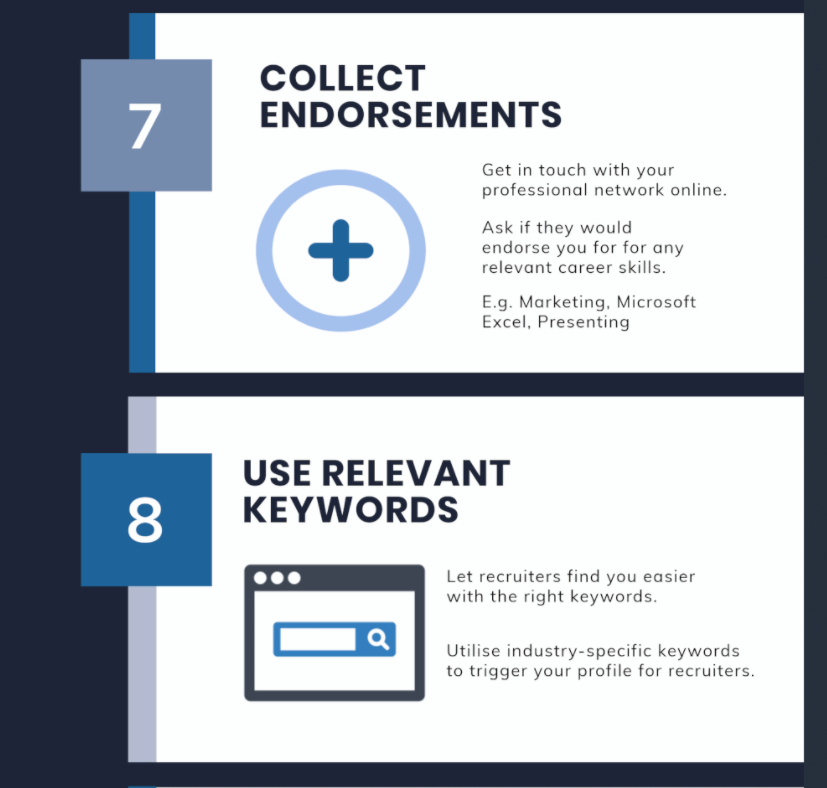 7
COLLECT
ENDORSEMENTS
Get in touch with your
professional network online.
Ask if they would
endorse you for for any
relevant career skills.
E.g. Marketing, Microsoft
Excel, Presenting
8
USE RELEVANT
KEYWORDS
Let recruiters find you easier
with the right keywords.
Utilise industry-specific keywords
to trigger your profile for recruiters.